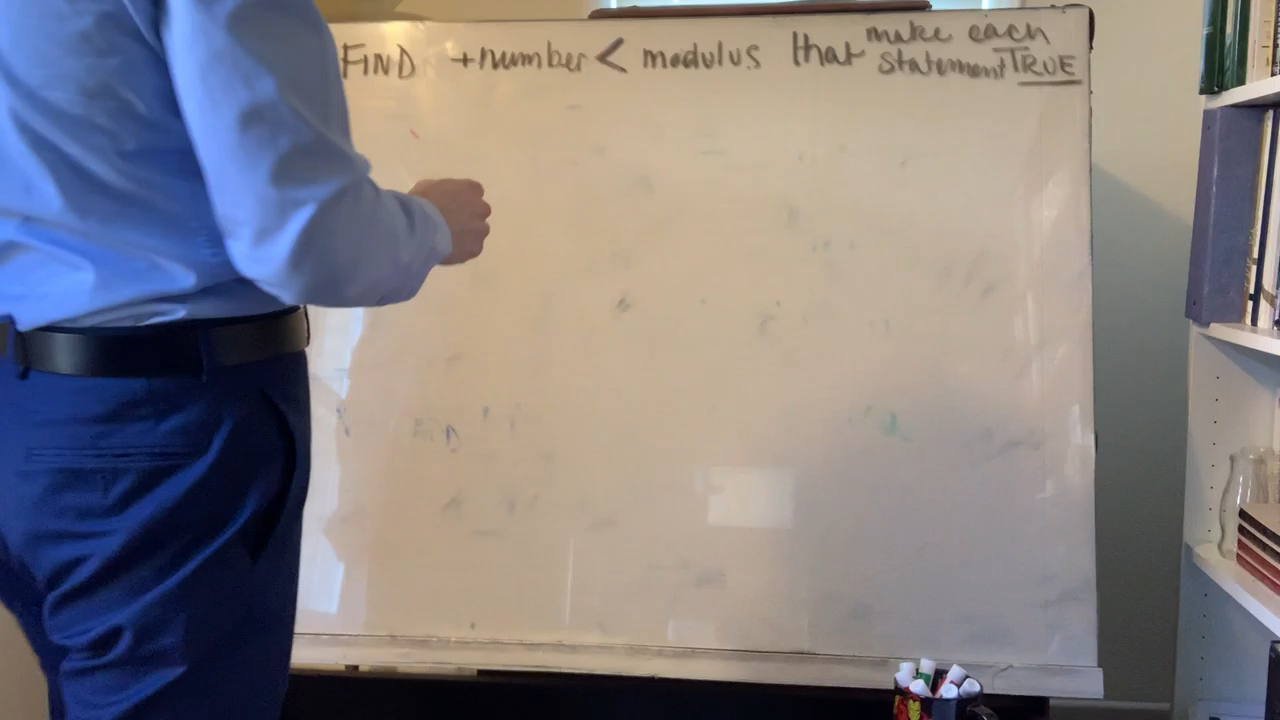 FIND +number < modulus that make each
statement TRUE